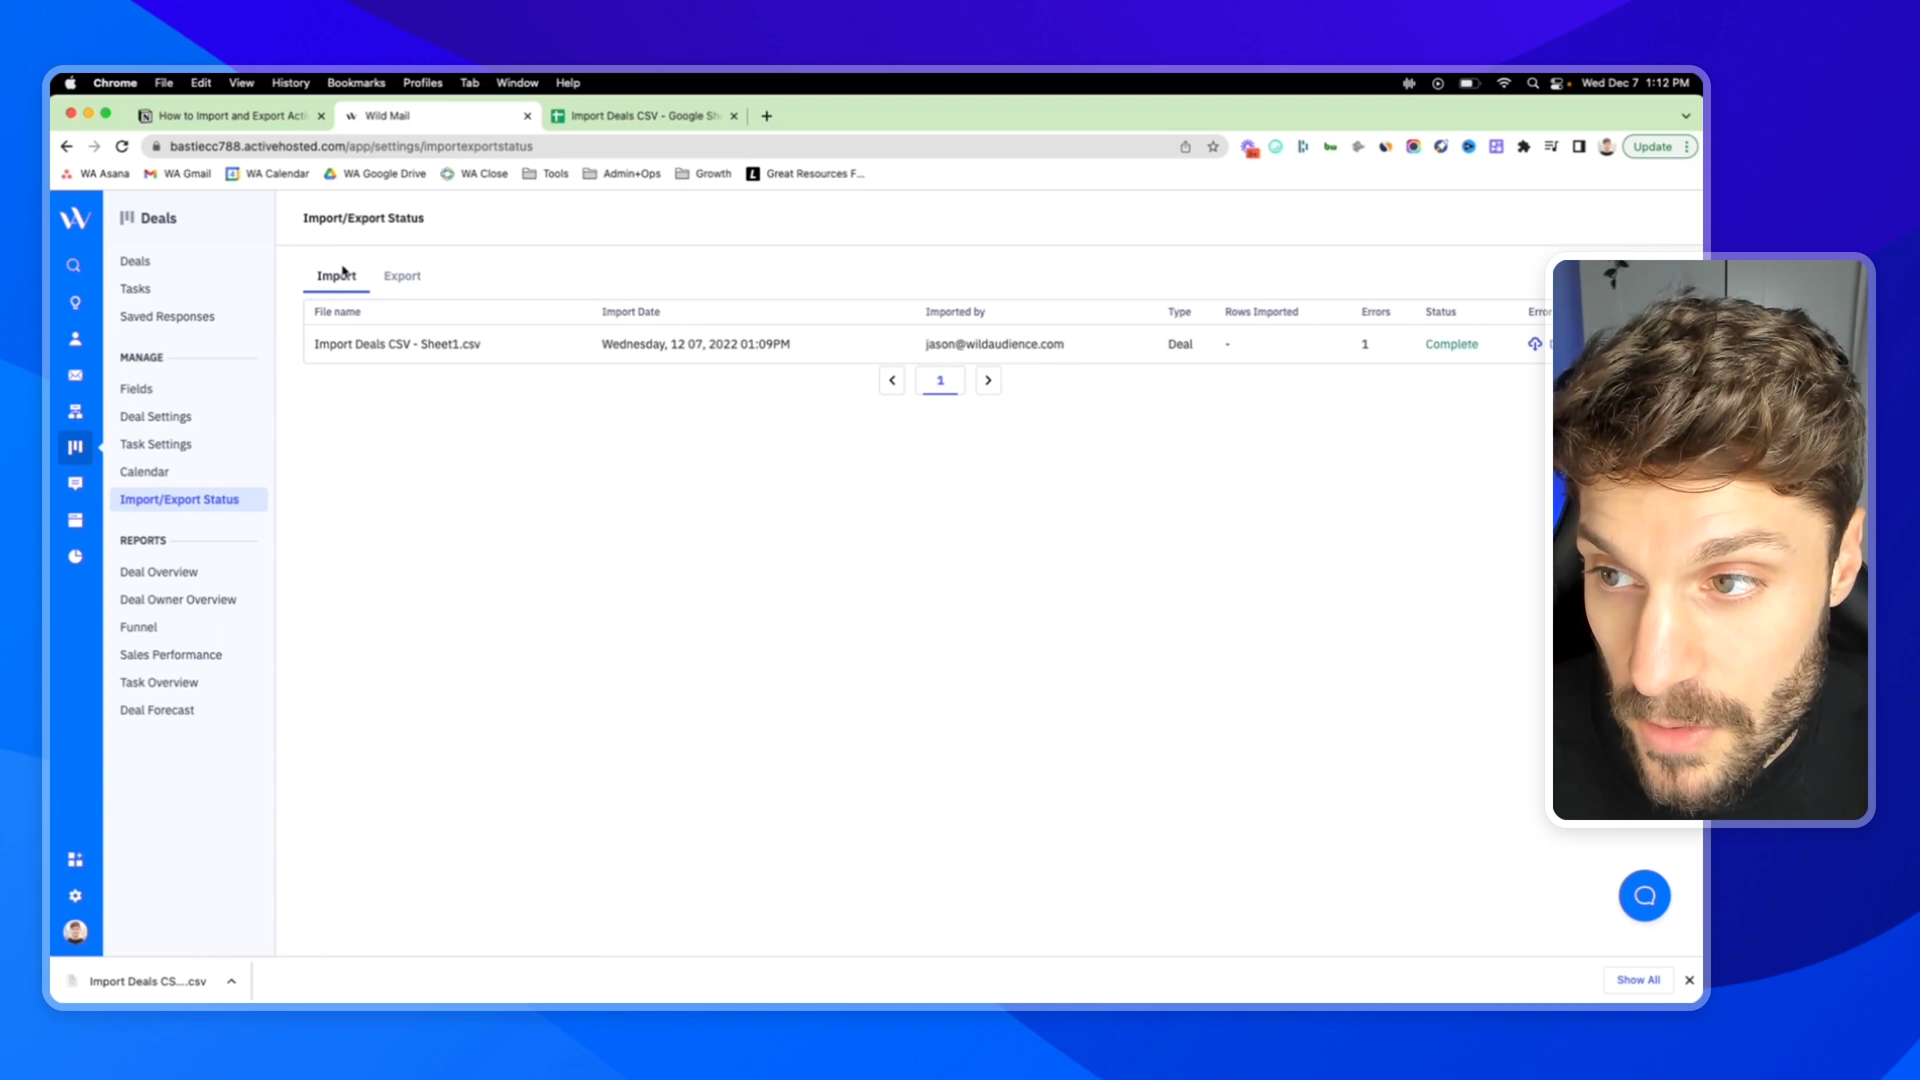 Chrome File Edit View History Bookmarks Profiles Tab Window Help Wed Dec 7 1:12 PM
How to Import and Export Acti Wild Mail Import Deals CSV - Google Sh
bastiecc788.activehosted.com/app/settings/importexportstatus Update
WA Asana WA Gmail WA Calendar WA Google Drive WA Close Tools Admin+Ops Growth Great Resources F...
Deals
Import/Export Status
Deals
Tasks
Saved Responses
MANAGE
Fields
Deal Settings
Task Settings
Calendar
Import/Export Status
REPORTS
Deal Overview
Deal Owner Overview
Funnel
Sales Performance
Task Overview
Deal Forecast
Import Export
File name Import Date Imported by Type Rows Imported Errors Status Error
Import Deals CSV - Sheet1.csv Wednesday, 12 07, 2022 01:09PM jason@wildaudience.com Deal - 1 Complete
1
Import Deals CS....csv Show All